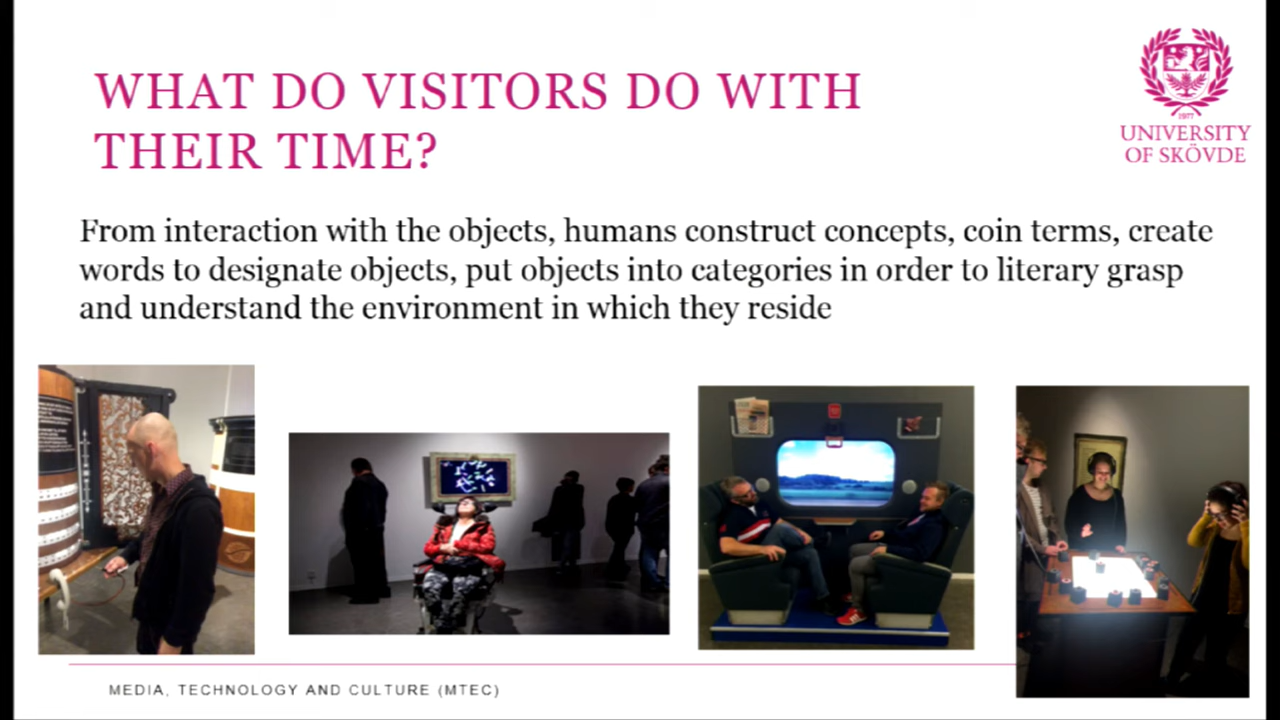 WHAT DO VISITORS DO WITH
THEIR TIME?
1977
UNIVERSITY
OF SKÖVDE
From interaction with the objects, humans construct concepts, coin terms, create
words to designate objects, put objects into categories in order to literary grasp
and understand the environment in which they reside
MEDIA, TECHNOLOGY AND CULTURE (MTEC)